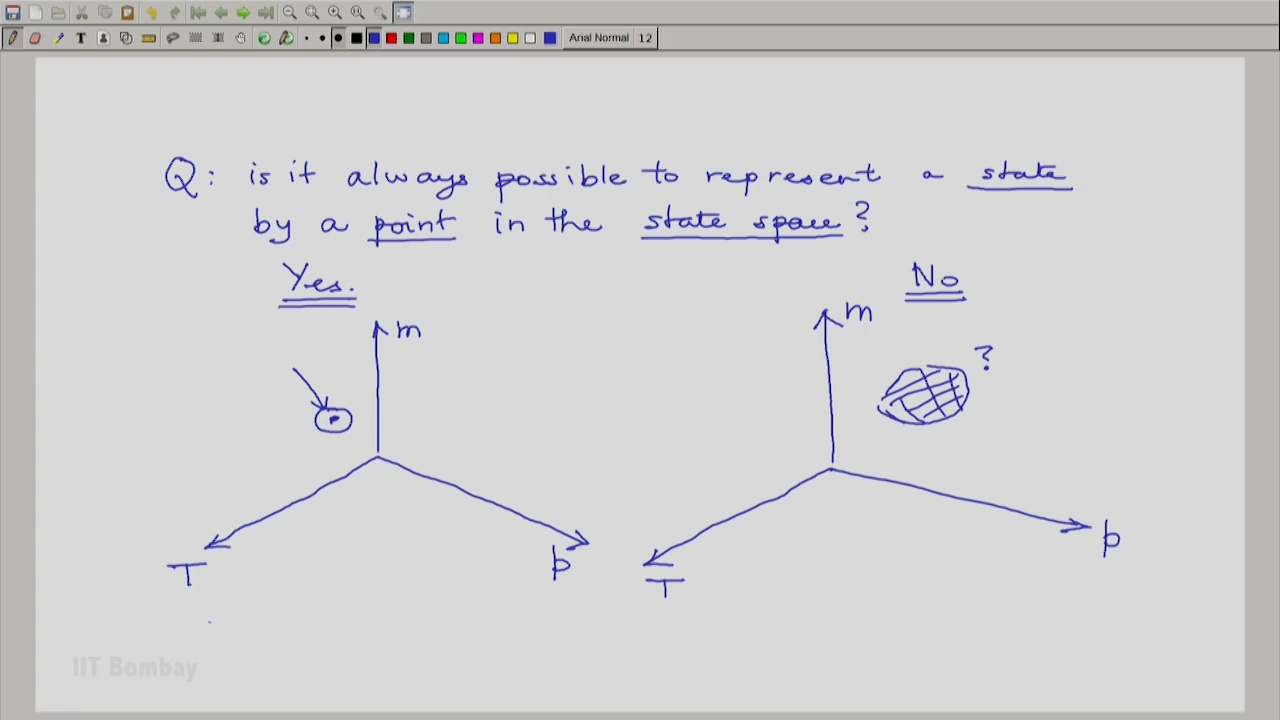 Arial Normal 12
Q: is it always possible to represent a state
by a point in the state space?
Yes.
No
m
m
?
T
p
T
p
IIT Bombay